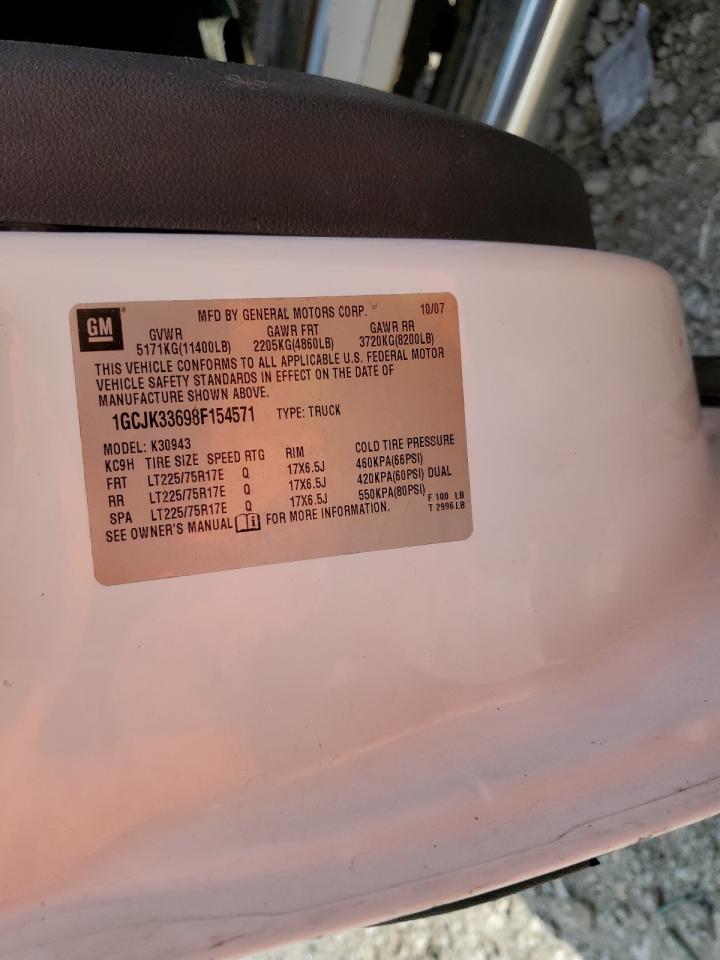 GM
MFD BY GENERAL MOTORS CORP. 10/07
GVWR GAWR FRT GAWR RR
5171KG(11400LB) 2205KG(4860LB) 3720KG(8200LB)
THIS VEHICLE CONFORMS TO ALL APPLICABLE U.S. FEDERAL MOTOR
VEHICLE SAFETY STANDARDS IN EFFECT ON THE DATE OF
MANUFACTURE SHOWN ABOVE.
1GCJK33698F154571 TYPE: TRUCK
MODEL: K30943
KC9H TIRE SIZE SPEED RTG RIM COLD TIRE PRESSURE
FRT LT225/75R17E Q 17X6.5J 460KPA(66PSI)
RR LT225/75R17E Q 17X6.5J 420KPA(60PSI) DUAL
SPA LT225/75R17E Q 17X6.5J 550KPA(80PSI) F 100 LB
SEE OWNER'S MANUAL FOR MORE INFORMATION. T 2996 LB